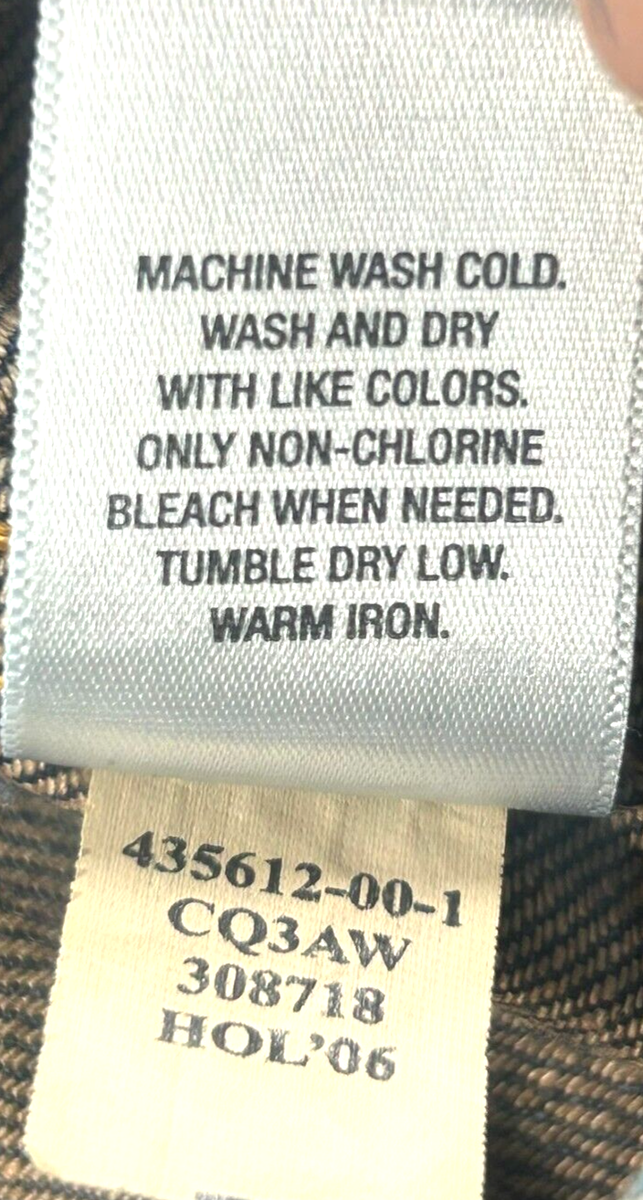 MACHINE WASH COLD.
WASH AND DRY
WITH LIKE COLORS.
ONLY NON-CHLORINE
BLEACH WHEN NEEDED.
TUMBLE DRY LOW.
WARM IRON.
435612-00-1
CQ3AW
308718
HOL'06